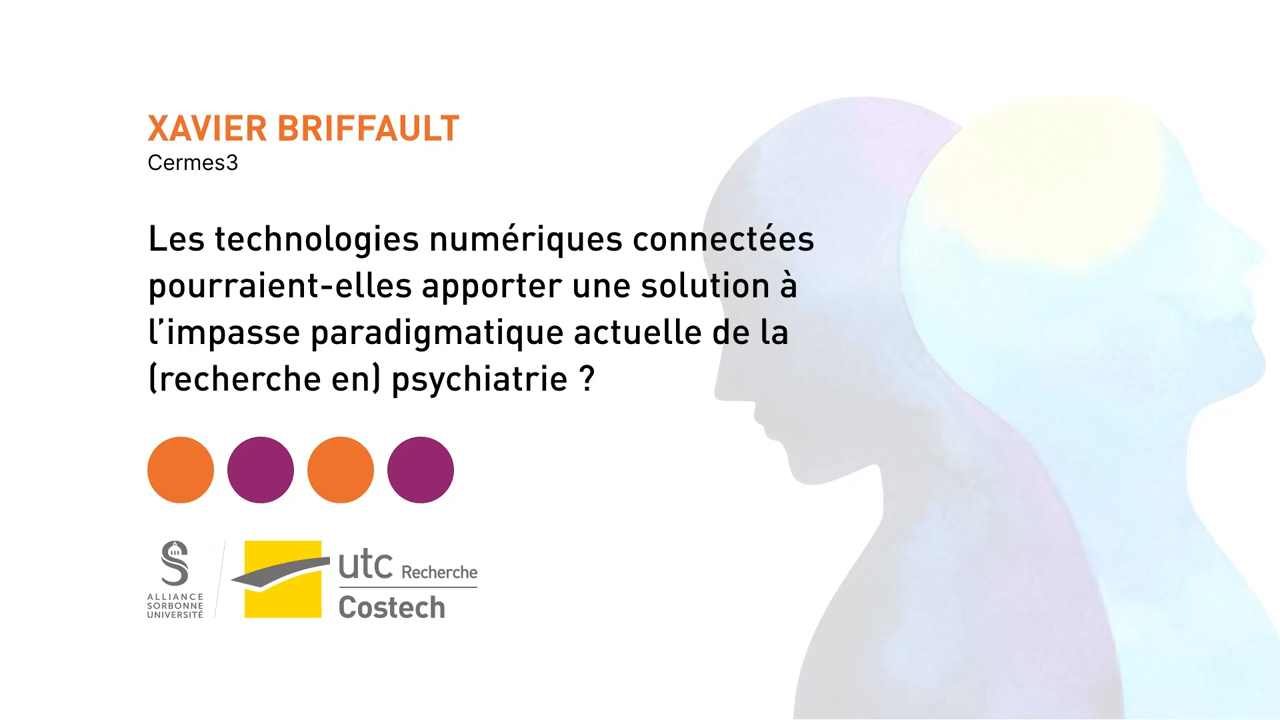 XAVIER BRIFFAULT
Cermes3
Les technologies numériques connectées
pourraient-elles apporter une solution à
l’impasse paradigmatique actuelle de la
(recherche en) psychiatrie ?
ALLIANCE
SORBONNE
UNIVERSITÉ
utc Recherche
Costech